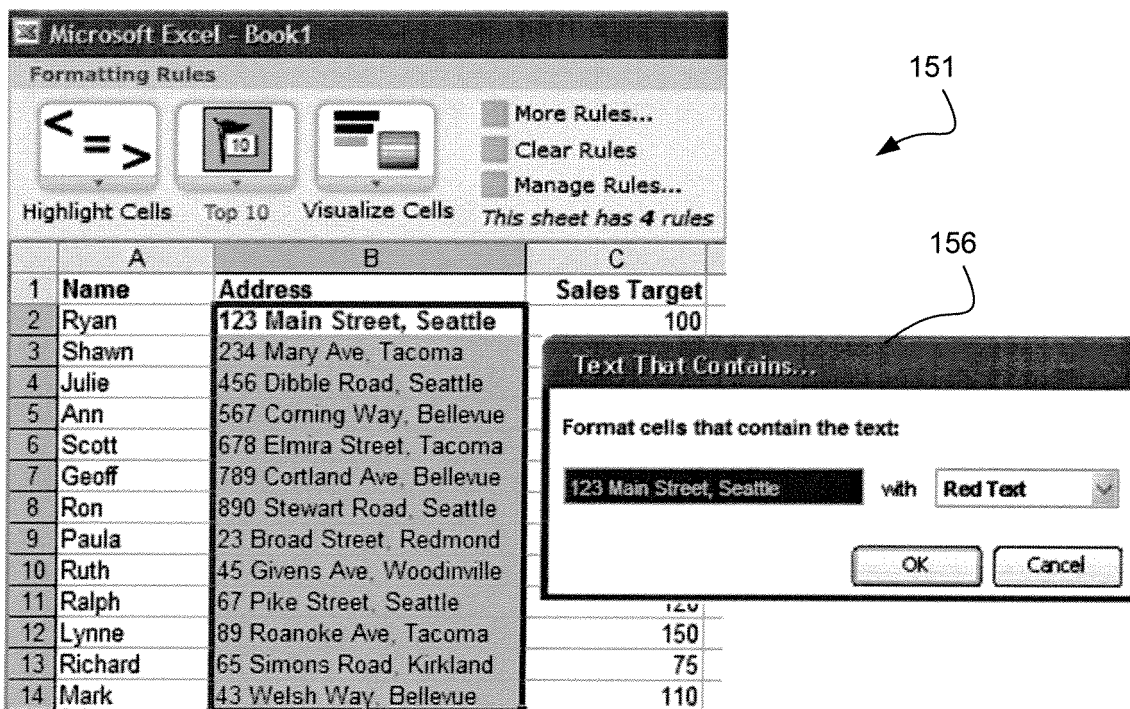 Microsoft Excel - Book1
Formatting Rules
151
More Rules...
Clear Rules
Manage Rules...
Highlight Cells
10
Top 10
Visualize Cells
This sheet has 4 rules
156
A B C
1 Name Address Sales Target
2 Ryan 123 Main Street, Seattle 100
3 Shawn 234 Mary Ave, Tacoma
4 Julie 456 Dibble Road, Seattle
5 Ann 567 Corning Way, Bellevue
6 Scott 678 Elmira Street, Tacoma
7 Geoff 789 Cortland Ave, Bellevue
8 Ron 890 Stewart Road, Seattle
9 Paula 23 Broad Street, Redmond
10 Ruth 45 Givens Ave, Woodinville
11 Ralph 67 Pike Street, Seattle
12 Lynne 89 Roanoke Ave, Tacoma 150
13 Richard 65 Simons Road, Kirkland 75
14 Mark 43 Welsh Way, Bellevue 110
Text That Contains...
Format cells that contain the text:
123 Main Street, Seattle with Red Text
OK Cancel